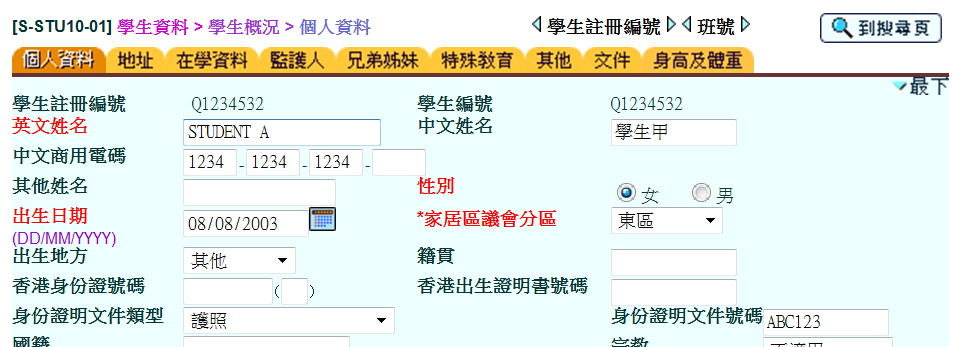 [S-STU10-01] 學生資料 > 學生概況 > 個人資料 學生註冊編號 班號 到搜尋頁
個人資料 地址 在學資料 監護人 兄弟姊妹 特殊教育 其他 文件 身高及體重
最下
學生註冊編號 Q1234532 學生編號 Q1234532
英文姓名 STUDENT A 中文姓名 學生甲
中文商用電碼 1234 - 1234 - 1234 -
其他姓名 性別 女 男
出生日期 08/08/2003 *家居區議會分區 東區
(DD/MM/YYYY)
出生地方 其他 籍貫
香港身份證號碼 ( ) 香港出生證明書號碼
身份證明文件類型 護照 身份證明文件號碼 ABC123
國籍 宗教 不適用